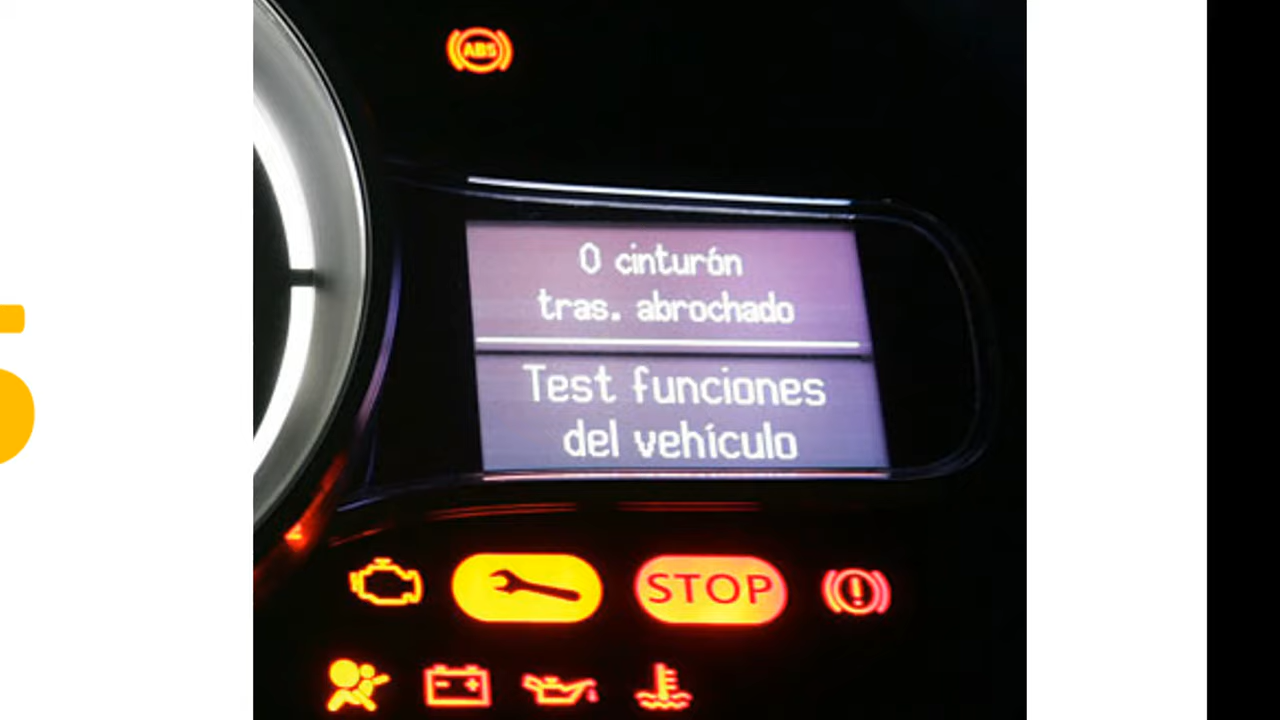 ABS
0 cinturón
tras. abrochado
Test funciones
del vehículo
STOP